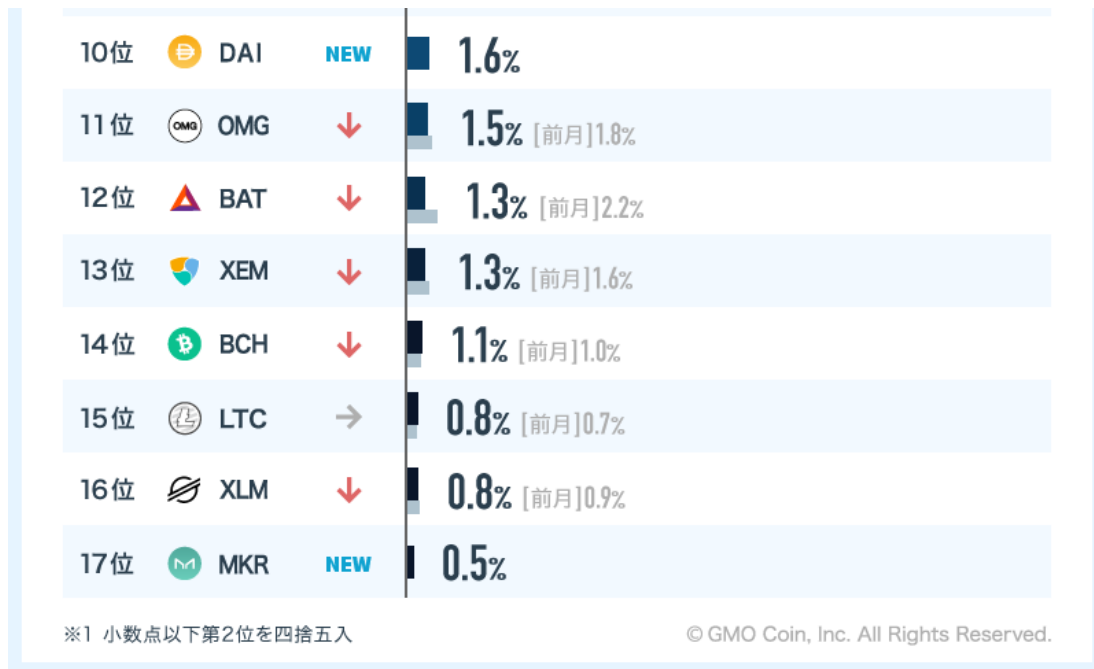 10位 DAI NEW 1.6%
11位 OMG OMG ↓ 1.5% [前月]1.8%
12位 BAT ↓ 1.3% [前月]2.2%
13位 XEM ↓ 1.3% [前月]1.6%
14位 BCH ↓ 1.1% [前月]1.0%
15位 LTC → 0.8% [前月]0.7%
16位 XLM ↓ 0.8% [前月]0.9%
17位 MKR NEW 0.5%
※1 小数点以下第2位を四捨五入
© GMO Coin, Inc. All Rights Reserved.